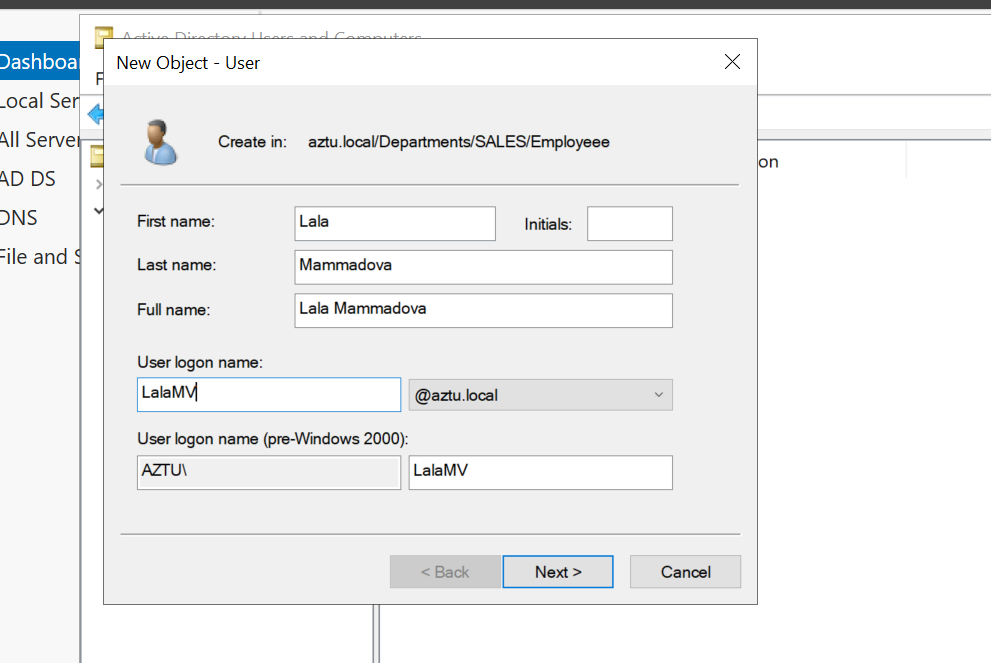 Active Directory Users and Computers
Dashboar
New Object - User
F
Local Ser
All Server
Create in: aztu.local/Departments/SALES/Employeee
on
AD DS
DNS
First name: Lala Initials:
File and S
Last name: Mammadova
Full name: Lala Mammadova
User logon name:
LalaMV @aztu.local
User logon name (pre-Windows 2000):
AZTU\ LalaMV
< Back Next > Cancel